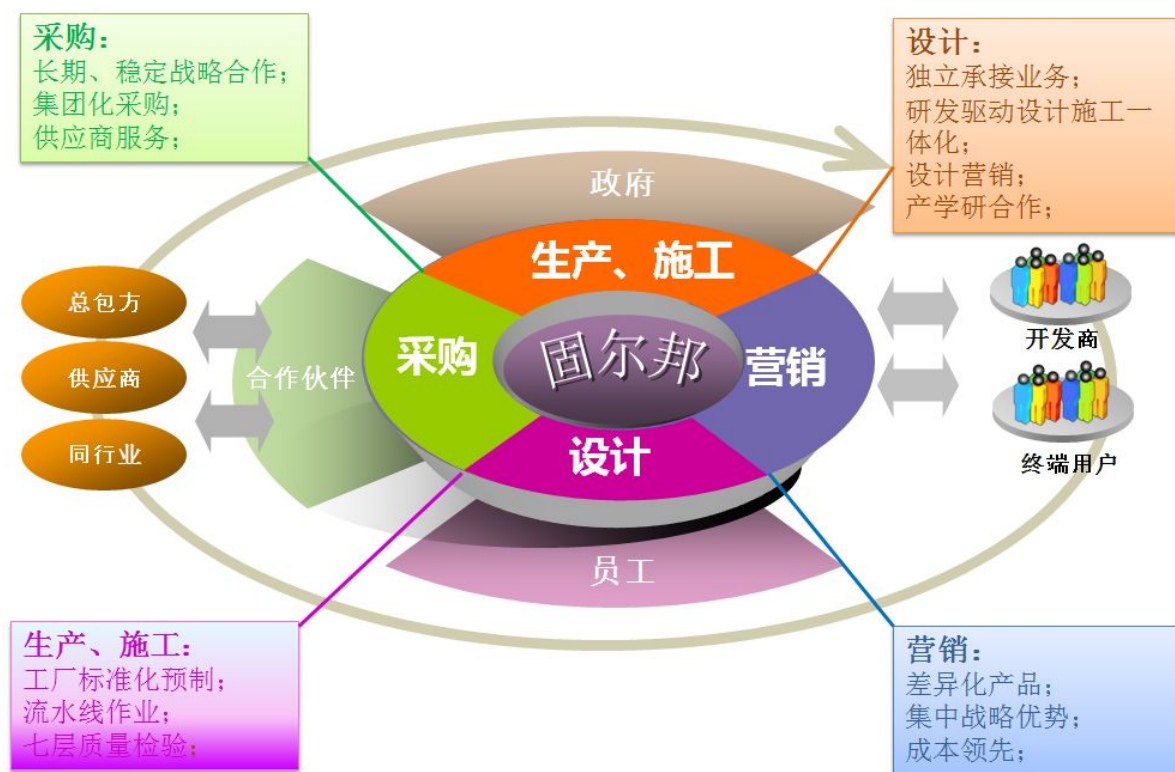 采购：
长期、稳定战略合作；
集团化采购；
供应商服务；
设计：
独立承接业务；
研发驱动设计施工一
体化；
设计营销；
产学研合作；
政府
生产、施工
总包方
供应商
同行业
合作伙伴
采购
固尔邦
营销
设计
员工
开发商
终端用户
生产、施工：
工厂标准化预制；
流水线作业；
七层质量检验；
营销：
差异化产品；
集中战略优势；
成本领先；